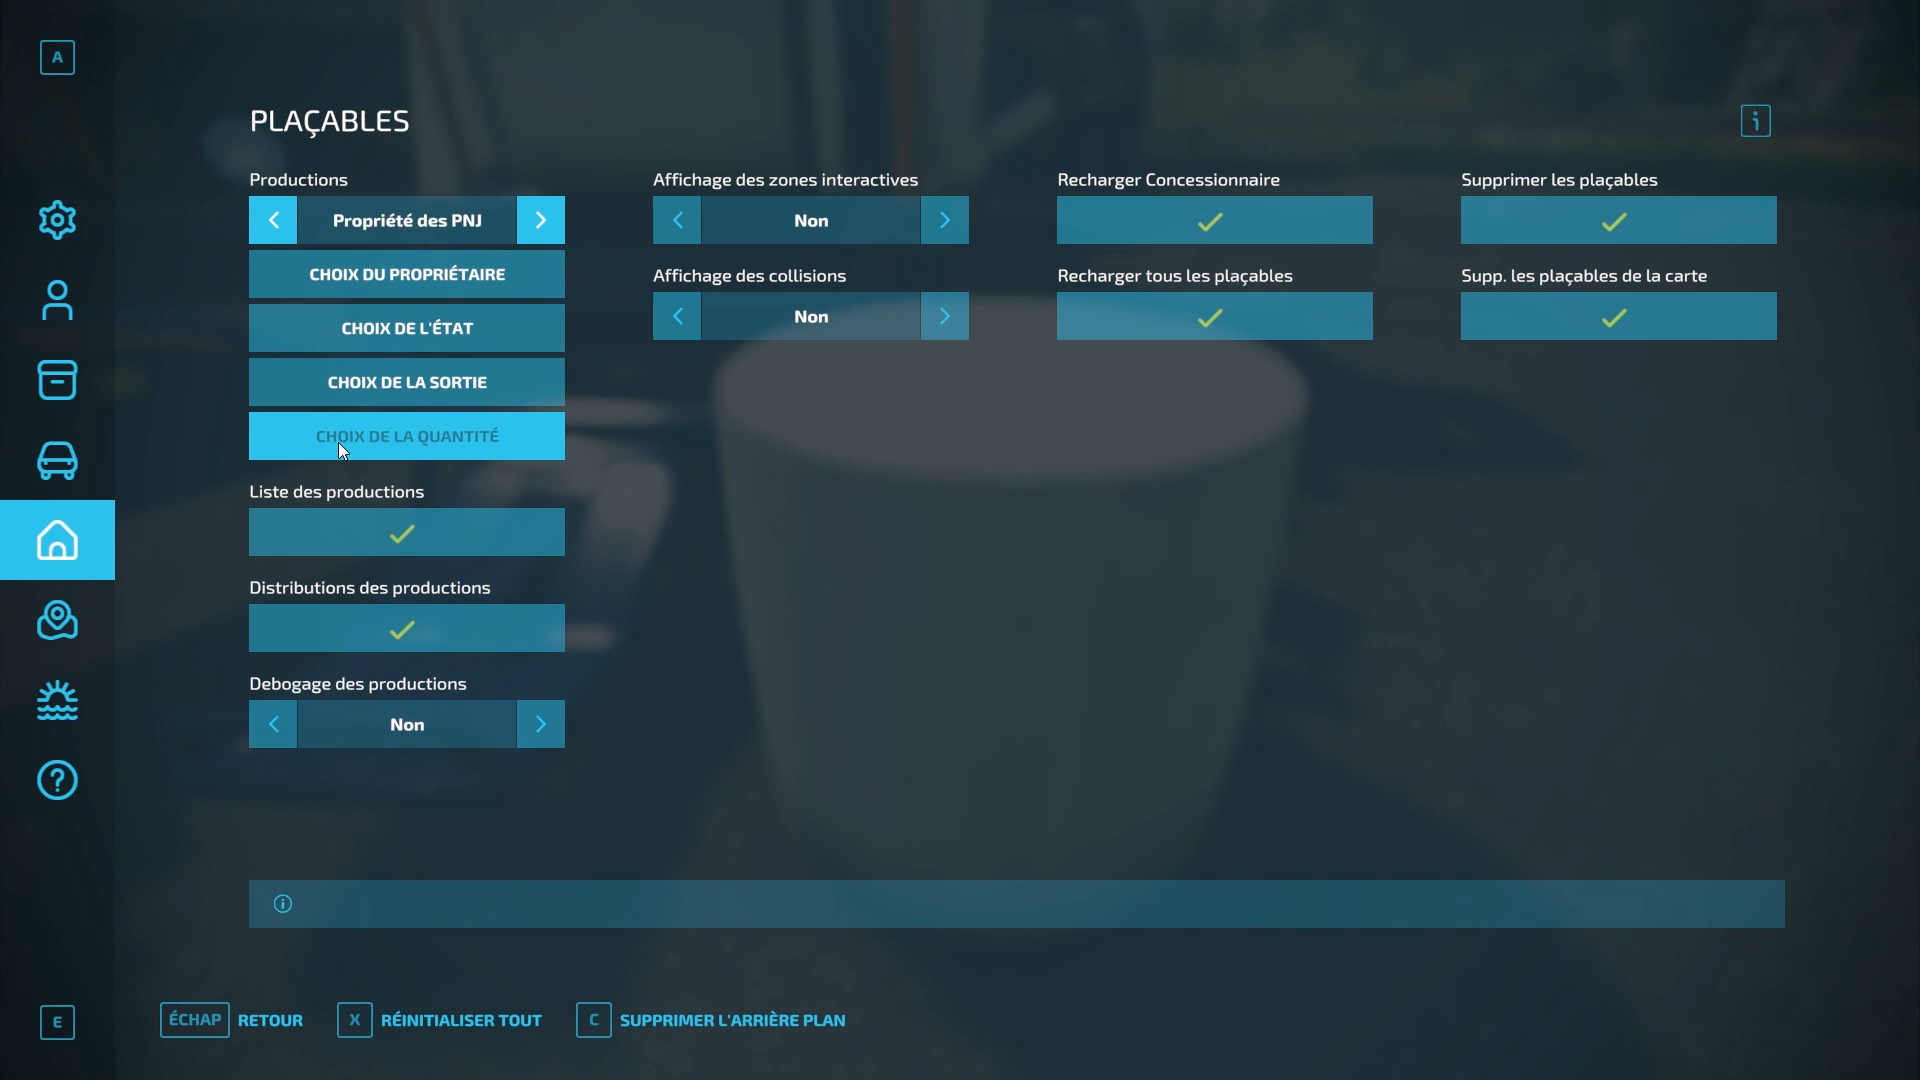 A
PLAÇABLES
Productions
Propriété des PNJ
CHOIX DU PROPRIÉTAIRE
CHOIX DE L'ÉTAT
CHOIX DE LA SORTIE
CHOIX DE LA QUANTITÉ
Liste des productions
Distributions des productions
Debogage des productions
Non
Affichage des zones interactives
Non
Affichage des collisions
Non
Recharger Concessionnaire
Recharger tous les plaçables
Supprimer les plaçables
Supp. les plaçables de la carte
E
ÉCHAP RETOUR X RÉINITIALISER TOUT C SUPPRIMER L'ARRIÈRE PLAN